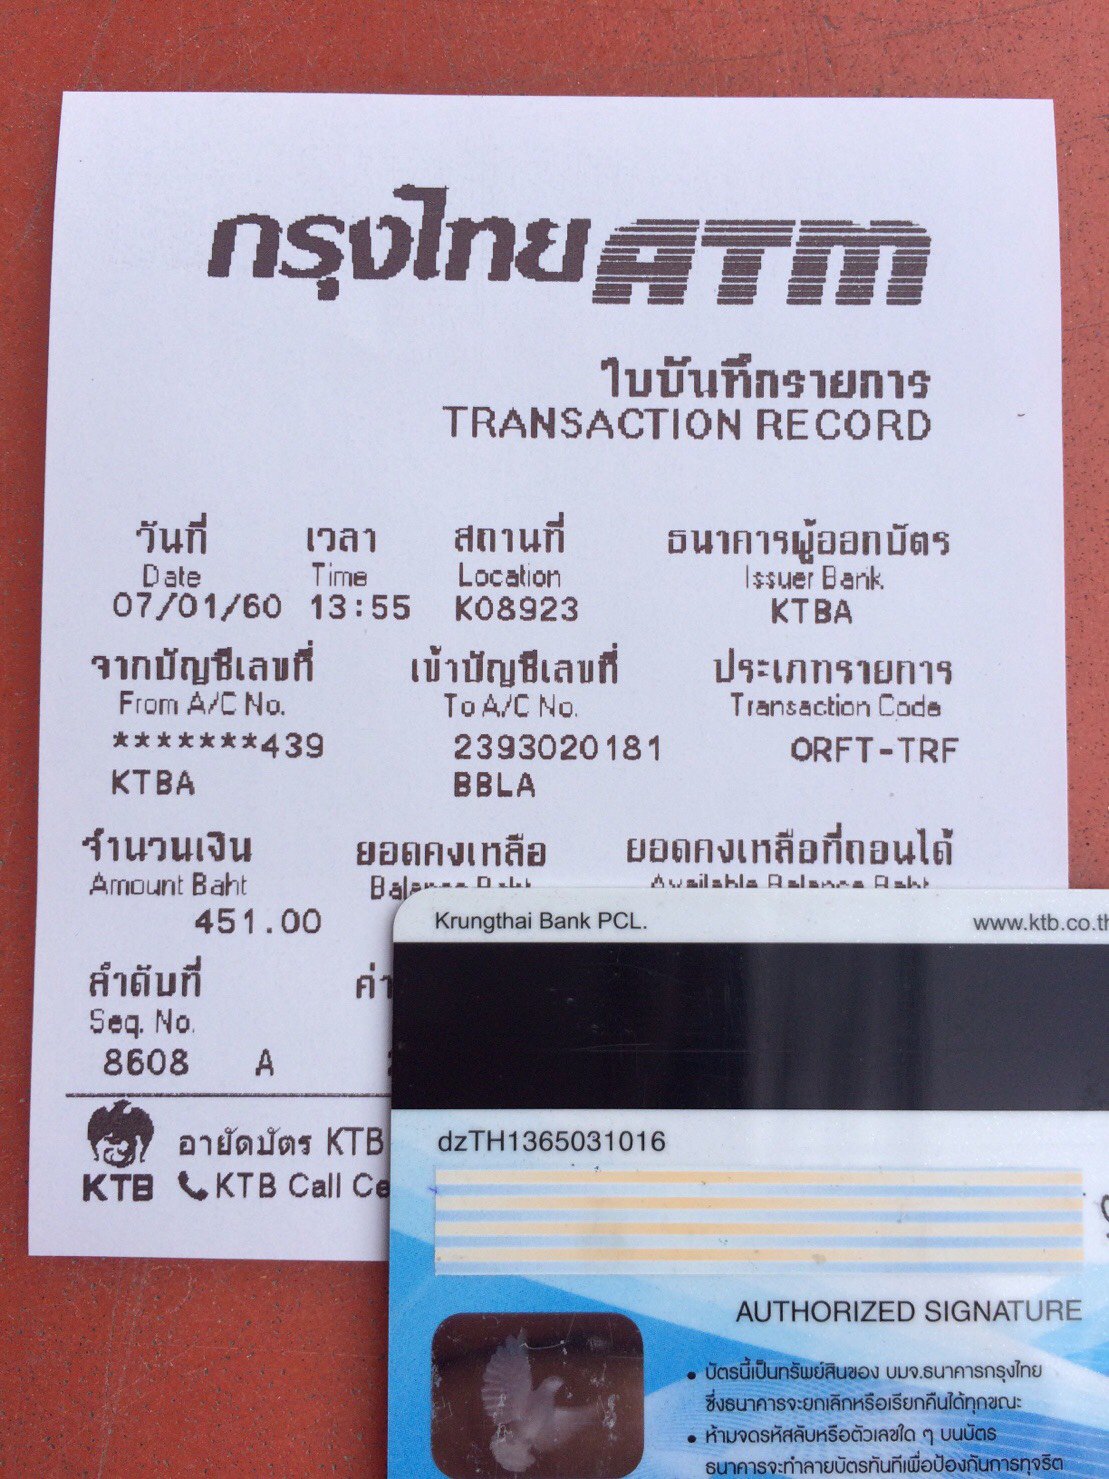 กรุงไทย ATM
ใบบันทึกรายการ
TRANSACTION RECORD
วันที่ เวลา สถานที่ ธนาคารผู้ออกบัตร
Date Time Location Issuer Bank
07/01/60 13:55 K08923 KTBA
จากบัญชีเลขที่ เข้าบัญชีเลขที่ ประเภทรายการ
From A/C No. To A/C No. Transaction Code
*******439 2393020181 ORFT-TRF
KTBA BBLA
จำนวนเงิน ยอดคงเหลือ ยอดคงเหลือที่ถอนได้
Amount Baht Balance Baht Available Balance Baht
451.00
ลำดับที่ ค่า
Seq. No.
8608 A
อายัดบัตร KTB
KTB KTB Call Ce
Krungthai Bank PCL. www.ktb.co.th
dzTH1365031016
AUTHORIZED SIGNATURE
• บัตรนี้เป็นทรัพย์สินของ บมจ.ธนาคารกรุงไทย
ซึ่งธนาคารจะยกเลิกหรือเรียกคืนได้ทุกขณะ
• ห้ามจดรหัสลับหรือตัวเลขใด ๆ บนบัตร
ธนาคารจะทำลายบัตรทันทีเพื่อป้องกันการทุจริต